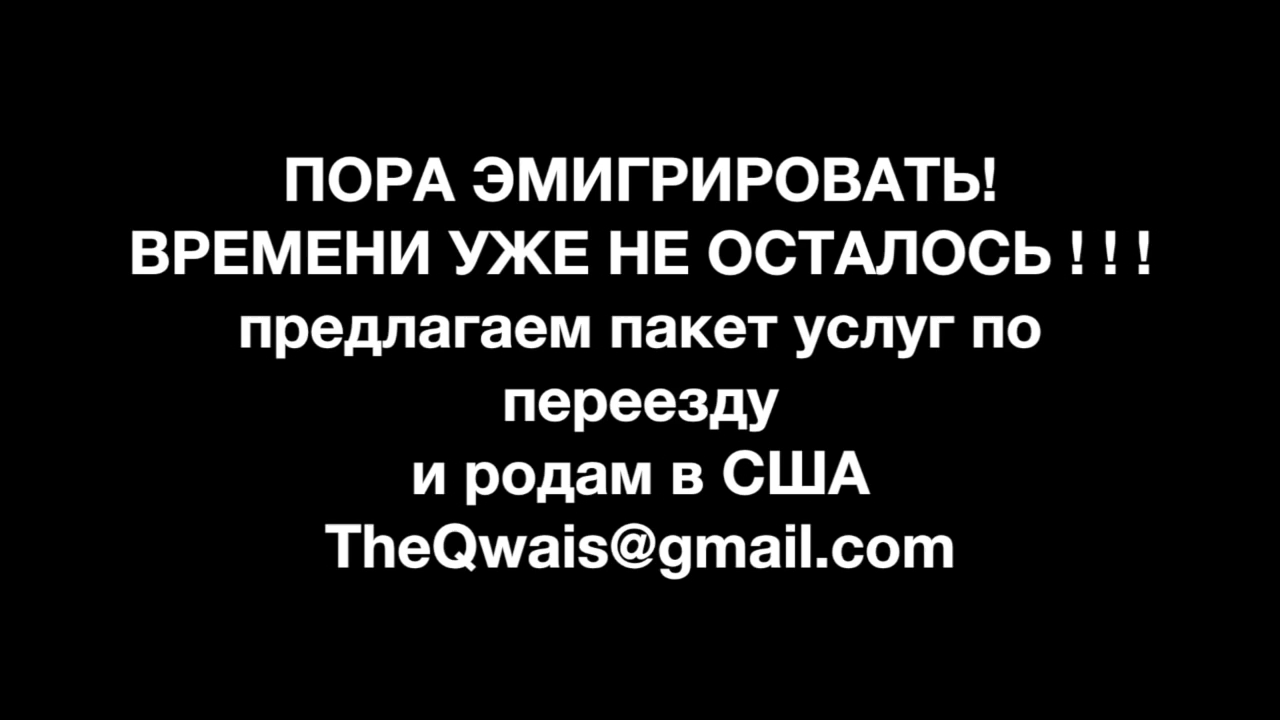 ПОРА ЭМИГРИРОВАТЬ!
ВРЕМЕНИ УЖЕ НЕ ОСТАЛОСЬ ! ! !
предлагаем пакет услуг по
переезду
и родам в США
TheQwais@gmail.com